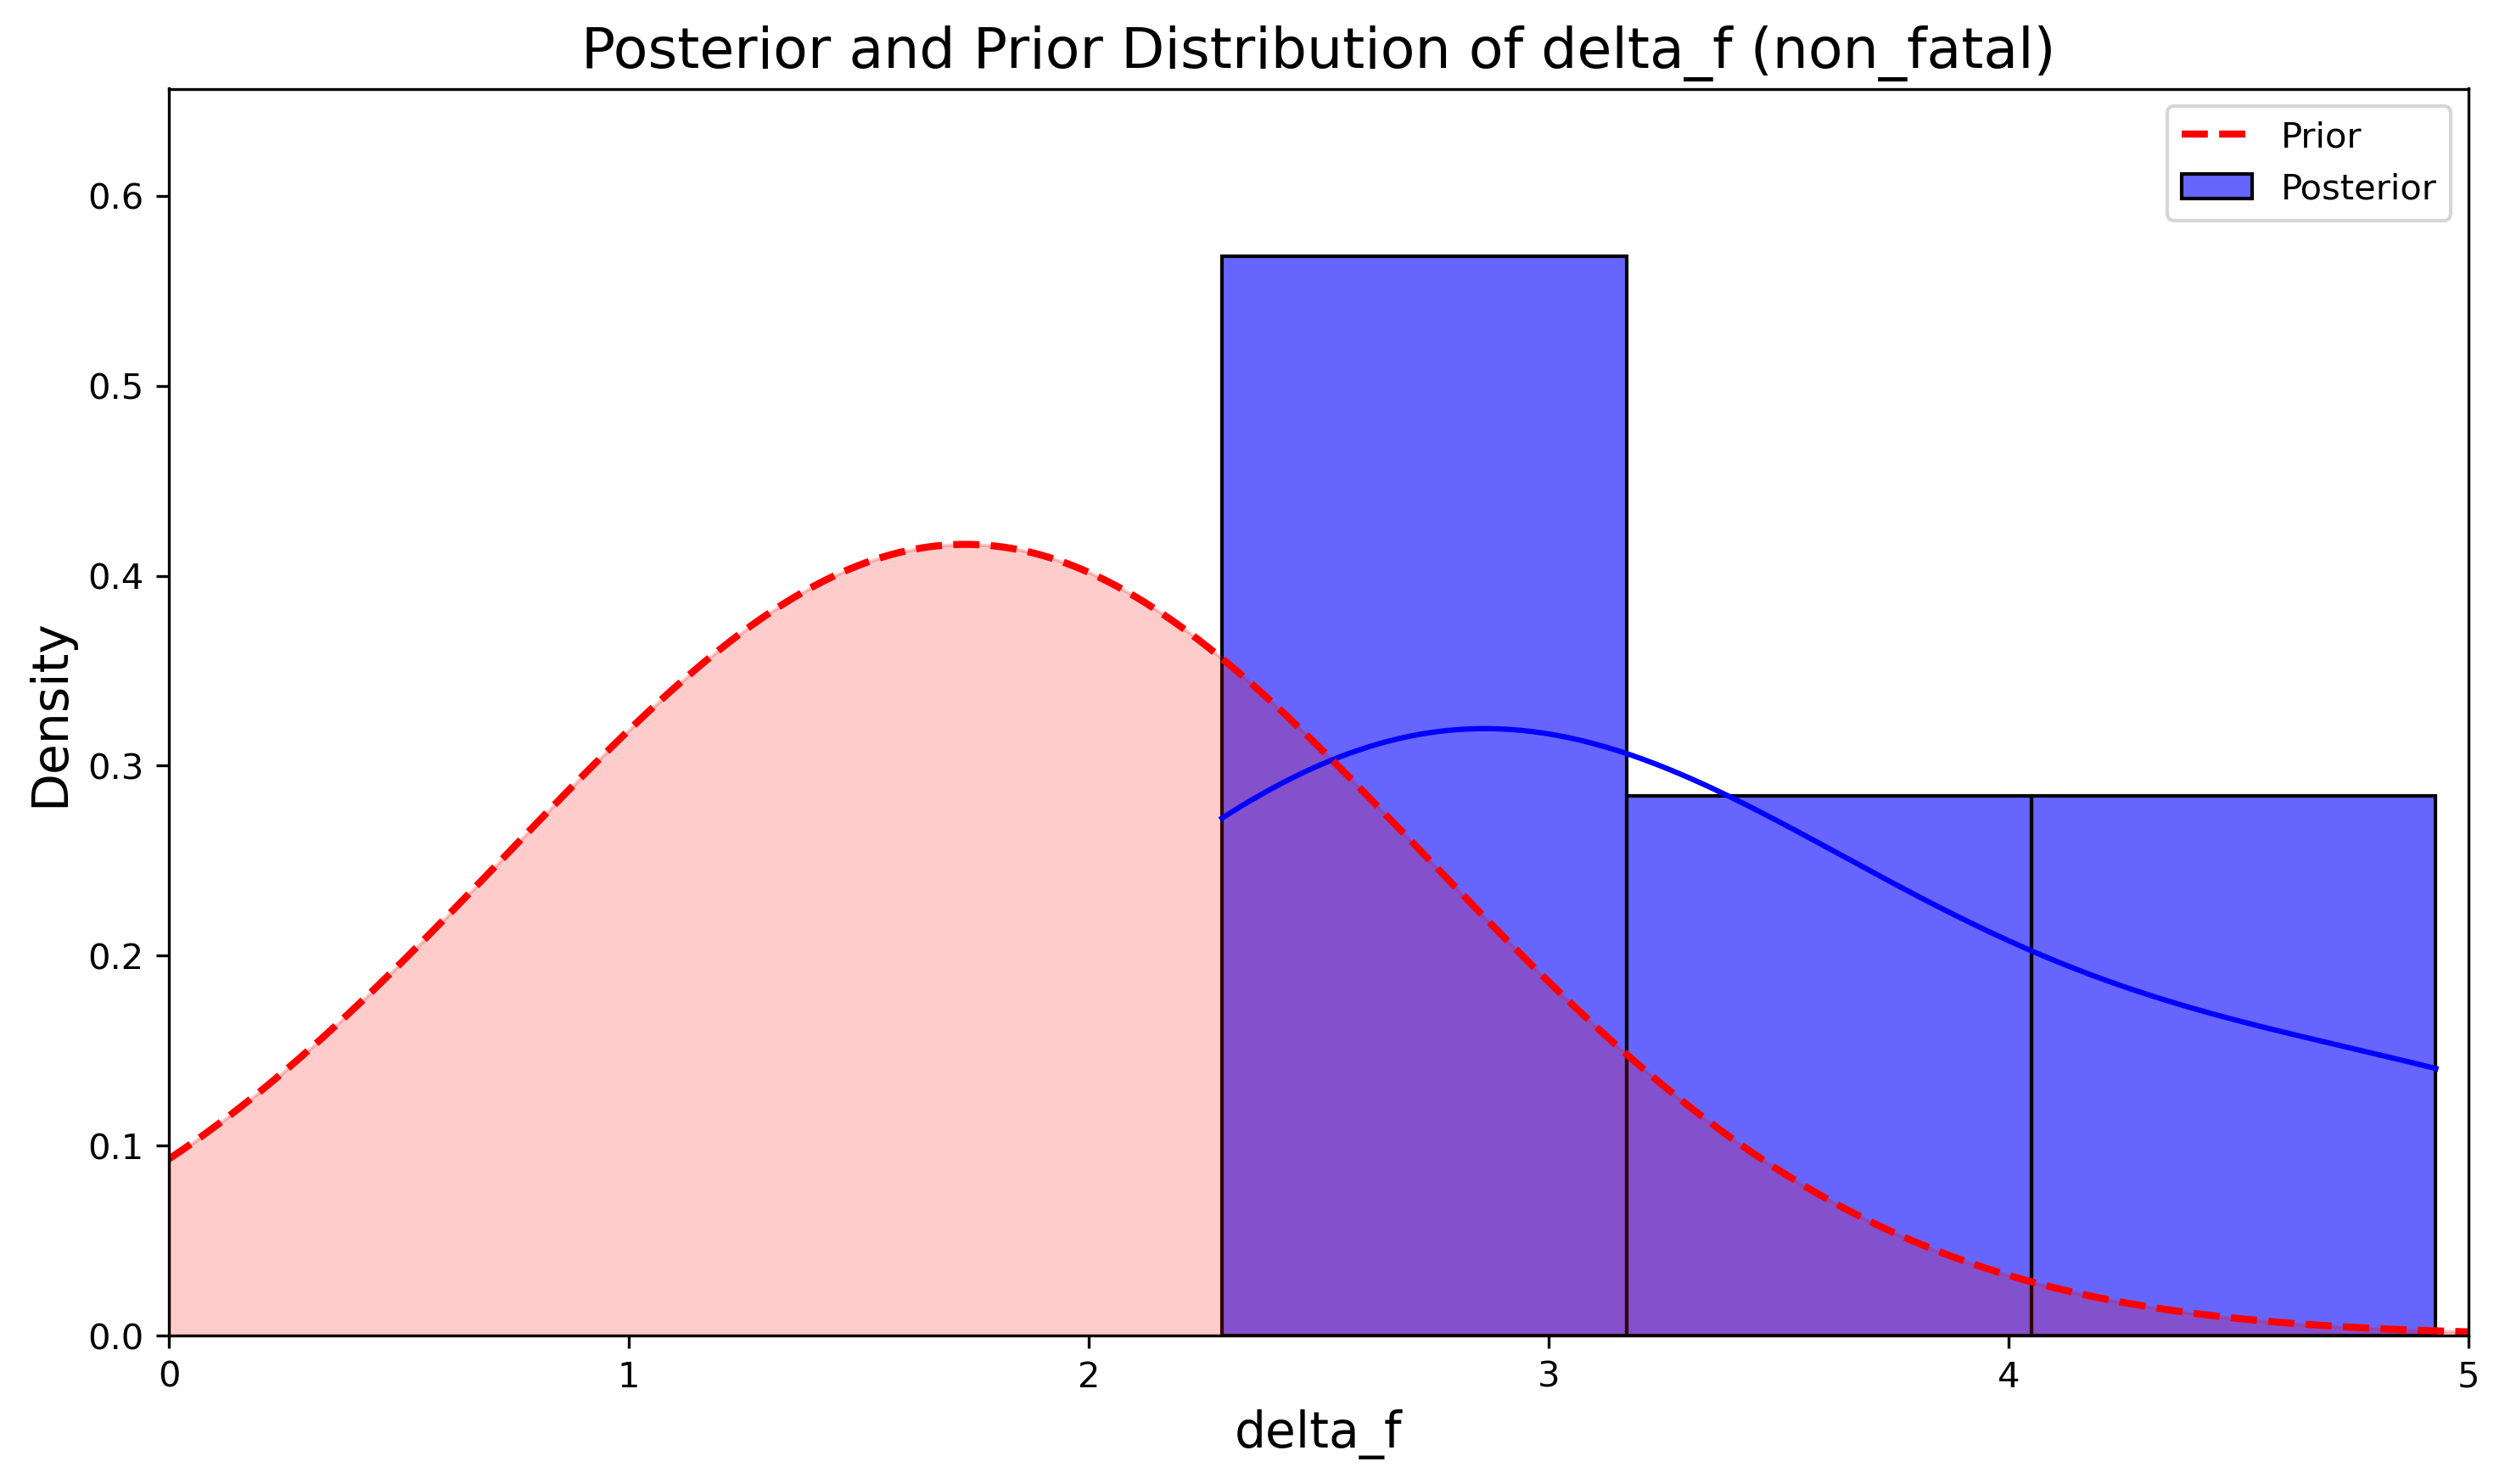 Posterior and Prior Distribution of delta_f (non_fatal)
Prior
Posterior
0.6
0.5
0.4
0.3
0.2
0.1
0.0
Density
0 1 2 3 4 5
delta_f